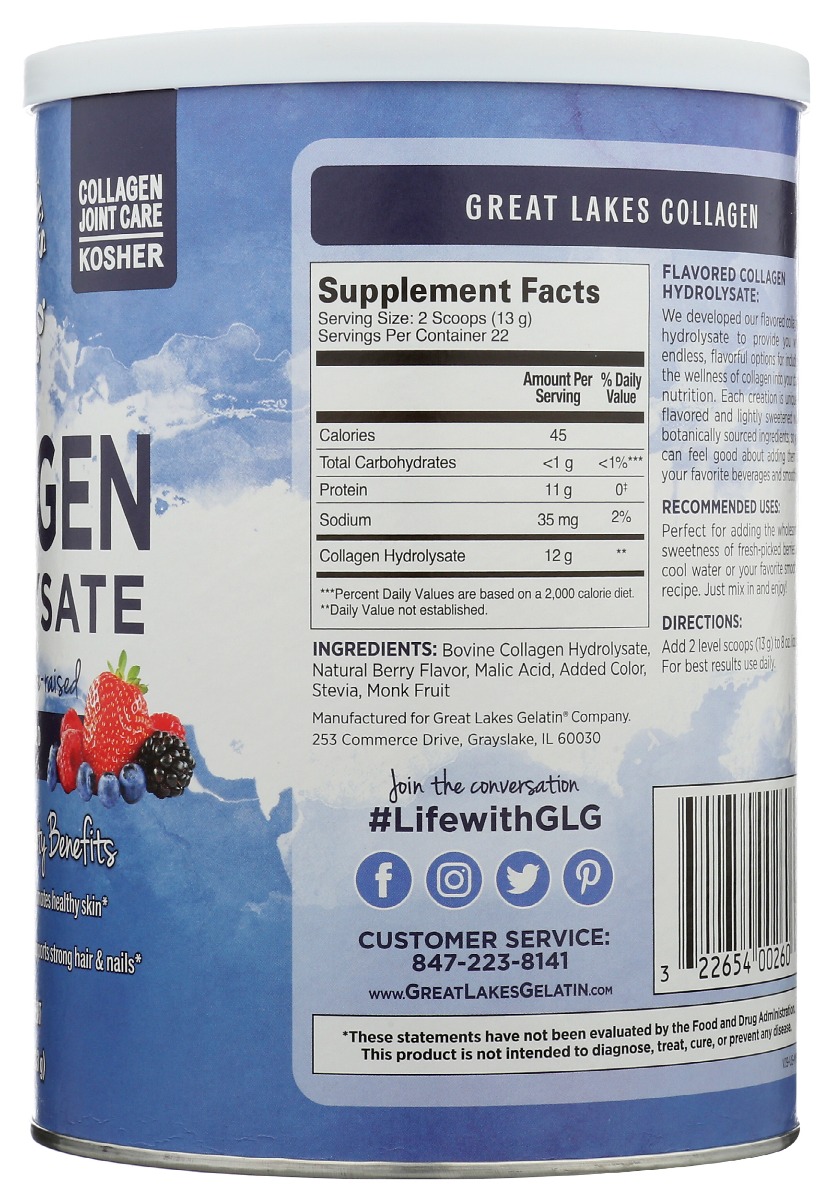 COLLAGEN
JOINT CARE
KOSHER
GEN
SATE
-raised
Benefits
healthy skin*
strong hair & nails*
GREAT LAKES COLLAGEN
Supplement Facts
Serving Size: 2 Scoops (13 g)
Servings Per Container 22
Amount Per Serving % Daily Value
Calories 45
Total Carbohydrates <1 g <1%***
Protein 11 g 0‡
Sodium 35 mg 2%
Collagen Hydrolysate 12 g **
***Percent Daily Values are based on a 2,000 calorie diet.
**Daily Value not established.
INGREDIENTS: Bovine Collagen Hydrolysate,
Natural Berry Flavor, Malic Acid, Added Color,
Stevia, Monk Fruit
Manufactured for Great Lakes Gelatin® Company.
253 Commerce Drive, Grayslake, IL 60030
Join the conversation
#LifewithGLG
CUSTOMER SERVICE:
847-223-8141
www.GREATLAKESGELATIN.com
FLAVORED COLLAGEN
HYDROLYSATE:
We developed our flavored
hydrolysate to provide you
endless, flavorful options for
the wellness of collagen into your
nutrition. Each creation is
flavored and lightly sweetened
botanically sourced ingredients,
can feel good about adding
your favorite beverages and
RECOMMENDED USES:
Perfect for adding the
sweetness of fresh-picked
cool water or your favorite
recipe. Just mix in and enjoy!
DIRECTIONS:
Add 2 level scoops (13 g) to 8 oz.
For best results use daily.
3 22654 00260
*These statements have not been evaluated by the Food and Drug Administration.
This product is not intended to diagnose, treat, cure, or prevent any disease.